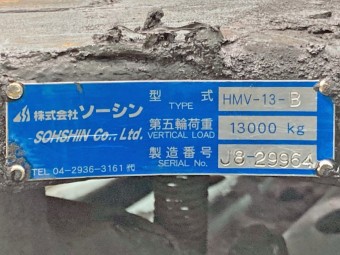 株式会社ソーシン
SOHSHIN Co., Ltd.
TEL 04-2936-3161 代
型式 HMV-13-B
TYPE
第五輪荷重 13000 kg
VERTICAL LOAD
製造番号 J8-29964
SERIAL No.